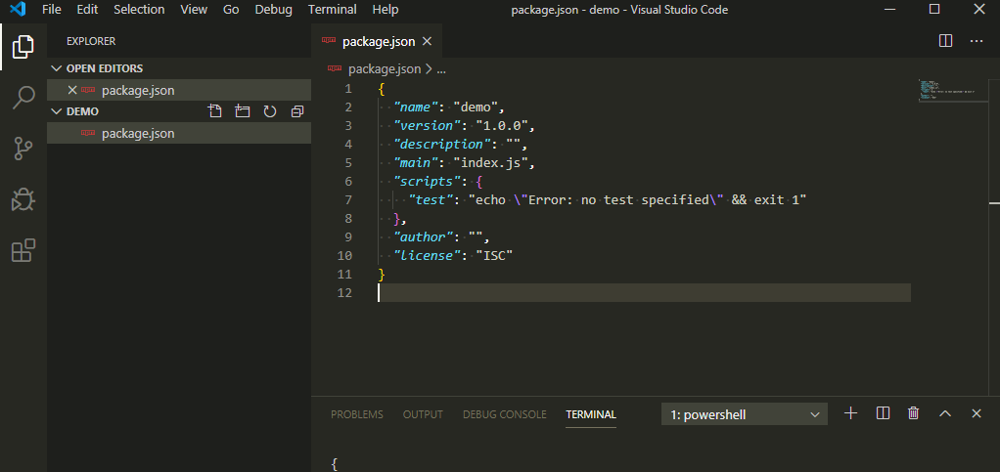 File Edit Selection View Go Debug Terminal Help package.json - demo - Visual Studio Code
EXPLORER
OPEN EDITORS
package.json
DEMO
package.json
package.json
package.json > ...
1 {
2 "name": "demo",
3 "version": "1.0.0",
4 "description": "",
5 "main": "index.js",
6 "scripts": {
7 "test": "echo \"Error: no test specified\" && exit 1"
8 },
9 "author": "",
10 "license": "ISC"
11 }
12
PROBLEMS OUTPUT DEBUG CONSOLE TERMINAL 1: powershell
{